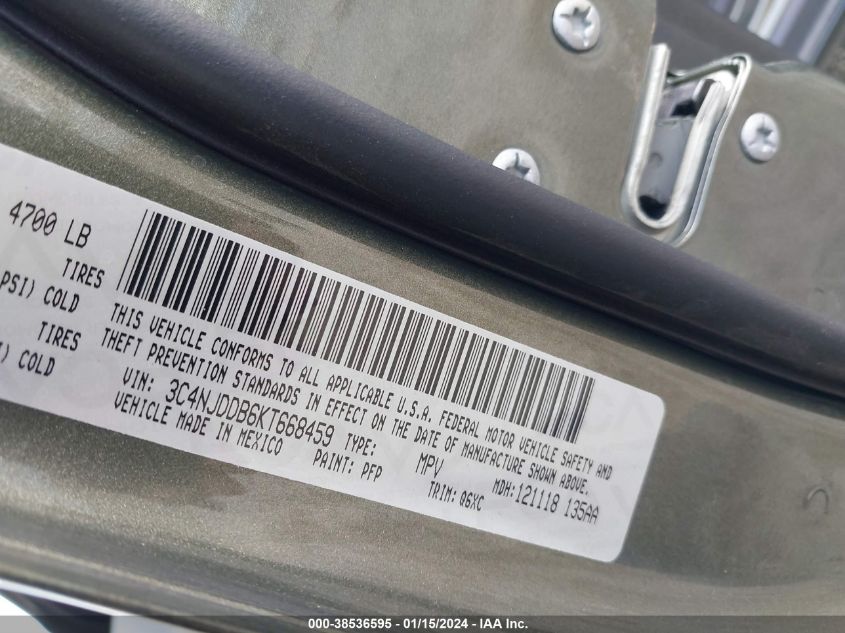 4700 LB
TIRES
PSI) COLD
TIRES
I) COLD
THIS VEHICLE CONFORMS TO ALL APPLICABLE U.S.A. FEDERAL MOTOR VEHICLE SAFETY AND
THEFT PREVENTION STANDARDS IN EFFECT ON THE DATE OF MANUFACTURE SHOWN ABOVE.
VIN: 3C4NJDDB6KT668459 TYPE: MPV MDH:121118 135AA
VEHICLE MADE IN MEXICO PAINT: PFP TRIM: Q6XC
000-38536595 - 01/15/2024 - IAA Inc.